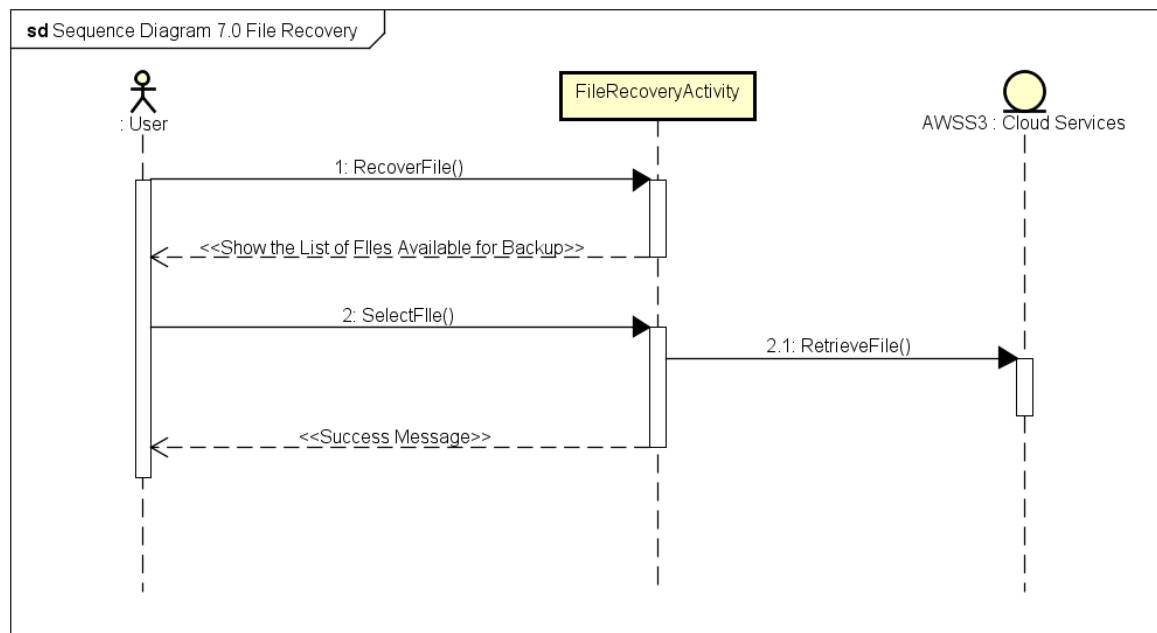 sd Sequence Diagram 7.0 File Recovery
: User
FileRecoveryActivity
AWSS3 : Cloud Services
1: RecoverFile()
<<Show the List of FIles Available for Backup>>
2: SelectFIle()
2.1: RetrieveFile()
<<Success Message>>